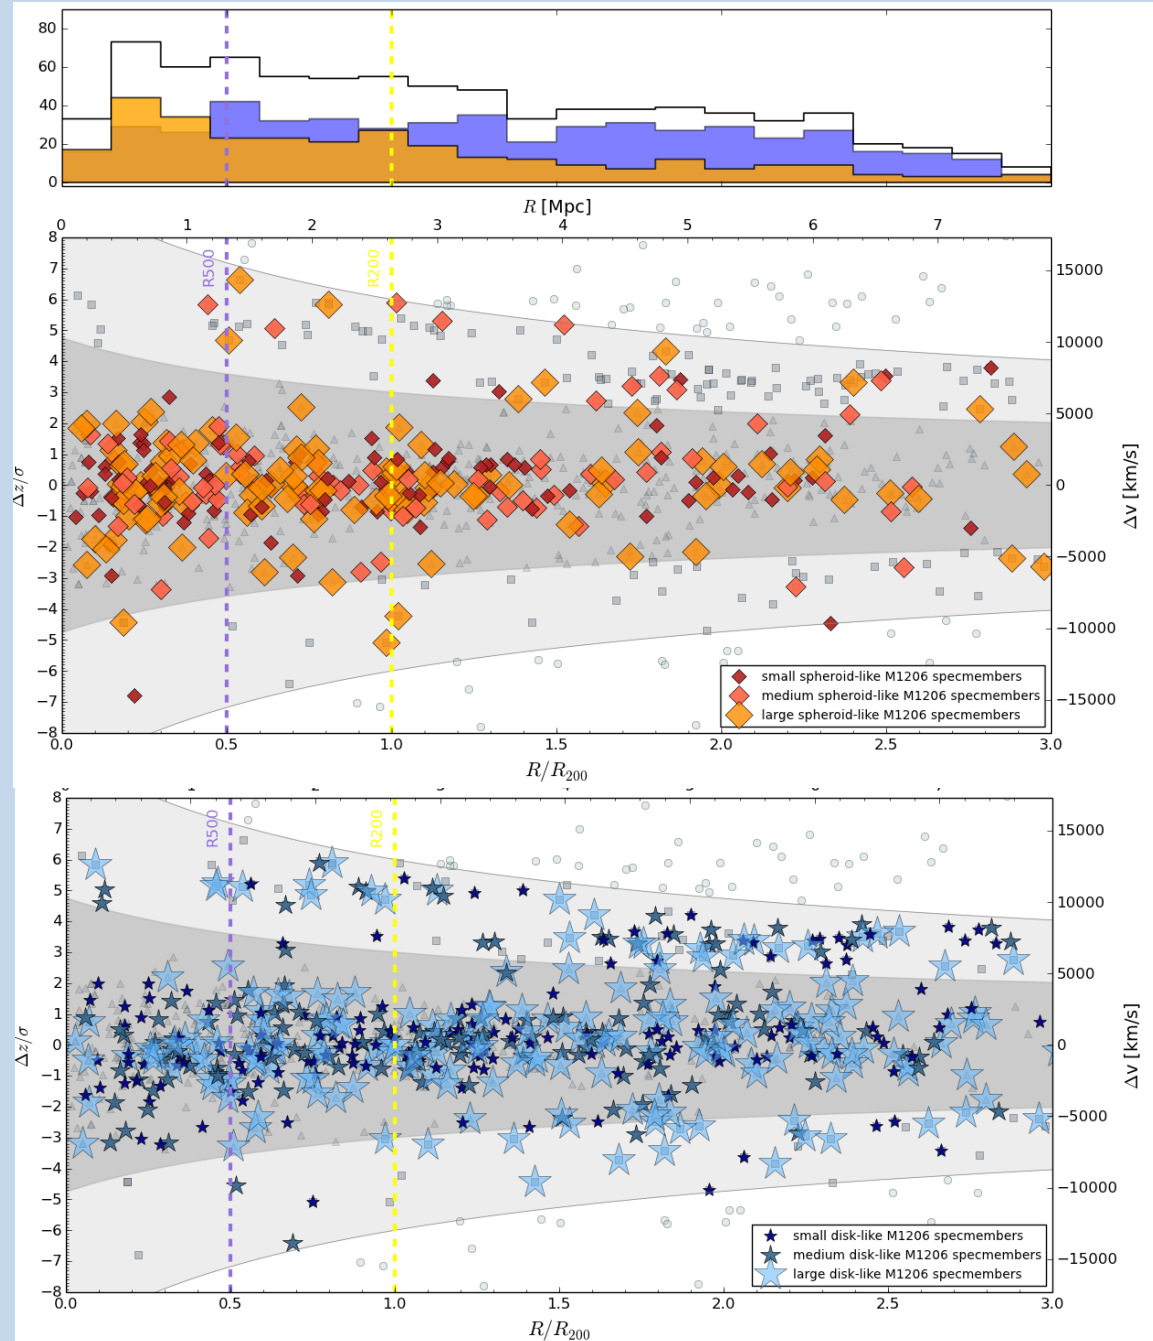 80
60
40
20
0
R [Mpc]
0 1 2 3 4 5 6 7
8
7
6
5
4
3
2
1
0
−1
−2
−3
−4
−5
−6
−7
−8
Δz/σ
R500
R200
15000
10000
5000
0
−5000
−10000
−15000
Δv [km/s]
small spheroid-like M1206 specmembers
medium spheroid-like M1206 specmembers
large spheroid-like M1206 specmembers
0.0 0.5 1.0 1.5 2.0 2.5 3.0
R/R200
8
7
6
5
4
3
2
1
0
−1
−2
−3
−4
−5
−6
−7
−8
Δz/σ
R500
R200
15000
10000
5000
0
−5000
−10000
−15000
Δv [km/s]
small disk-like M1206 specmembers
medium disk-like M1206 specmembers
large disk-like M1206 specmembers
0.0 0.5 1.0 1.5 2.0 2.5 3.0
R/R200